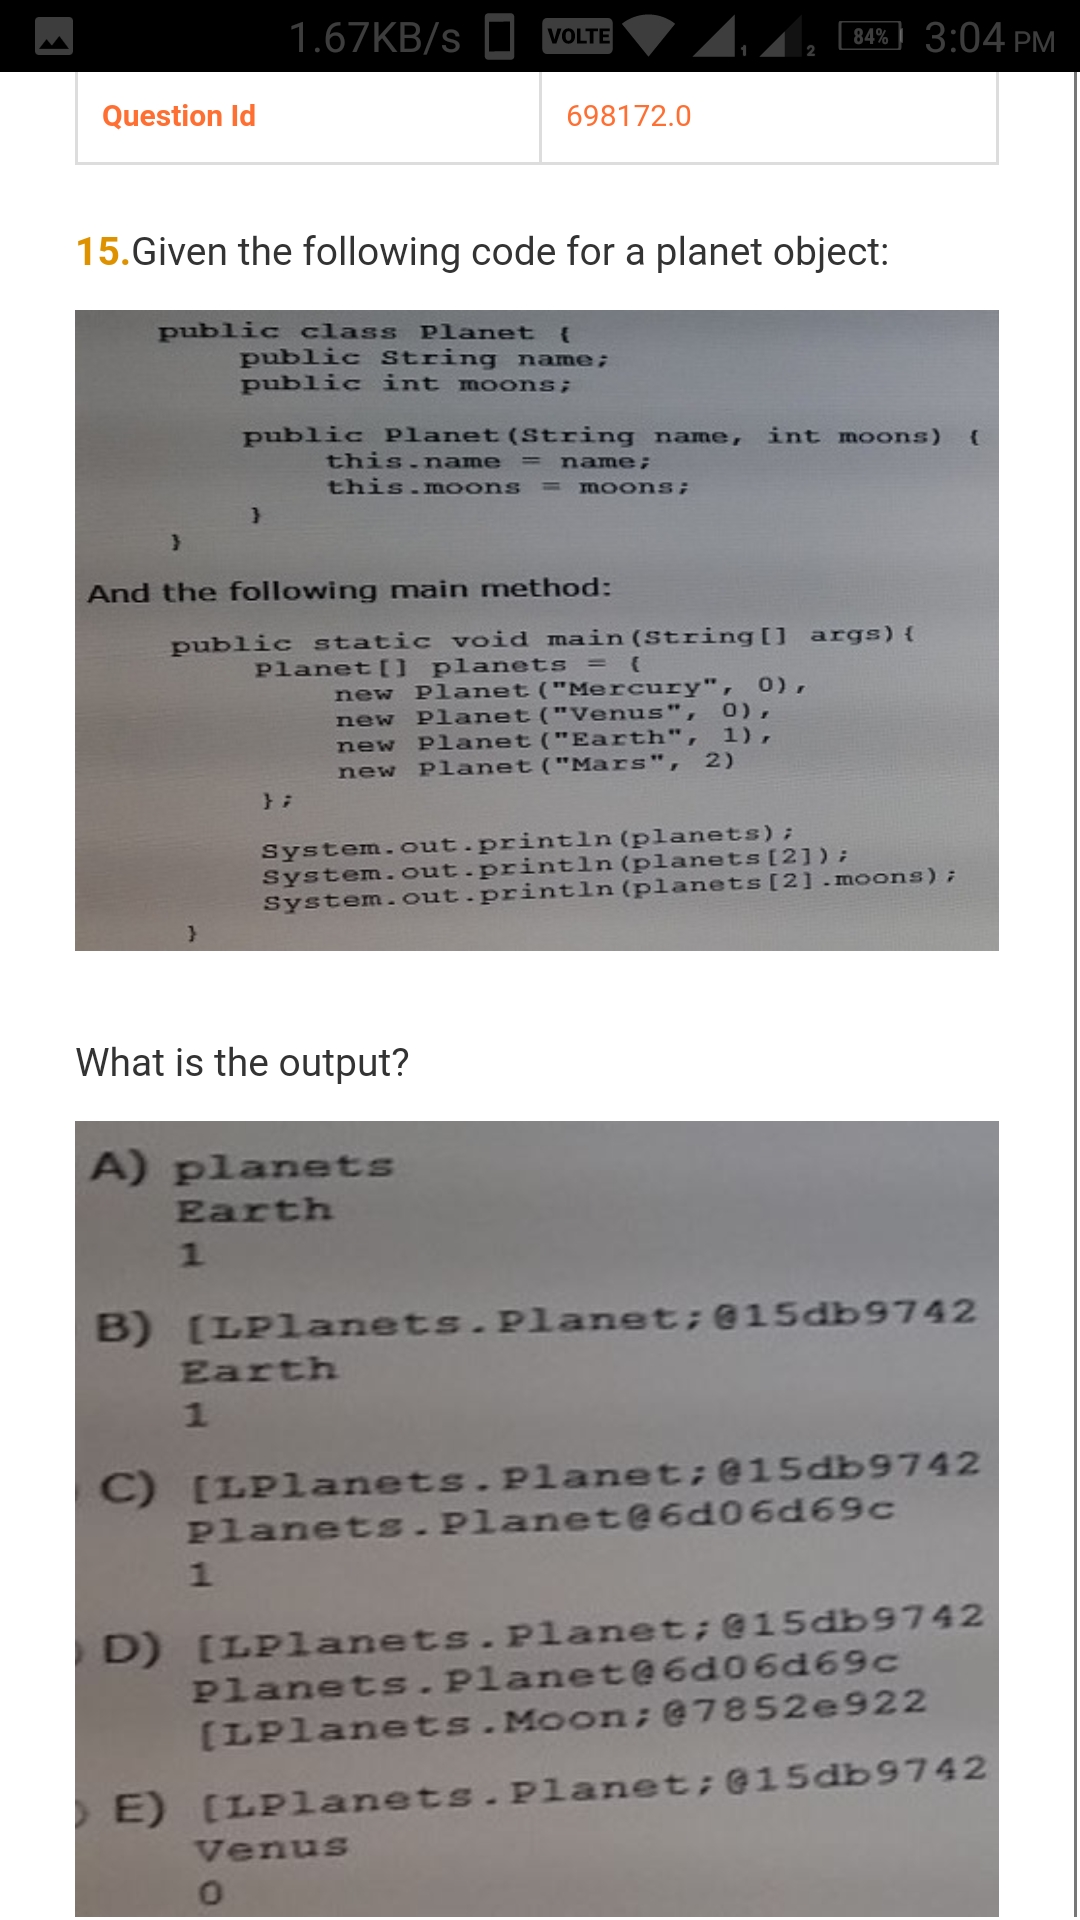 1.67KB/s VOLTE 1 2 84% 3:04 PM
Question Id 698172.0
15.Given the following code for a planet object:
public class Planet {
public String name;
public int moons;
public Planet(String name, int moons) {
this.name = name;
this.moons = moons;
}
}
And the following main method:
public static void main(String[] args){
Planet[] planets = {
new Planet("Mercury", 0),
new Planet("Venus", 0),
new Planet("Earth", 1),
new Planet("Mars", 2)
};
System.out.println(planets);
System.out.println(planets[2]);
System.out.println(planets[2].moons);
}
What is the output?
A) planets
Earth
1
B) [LPlanets.Planet;@15db9742
Earth
1
C) [LPlanets.Planet;@15db9742
Planets.Planet@6d06d69c
1
D) [LPlanets.Planet;@15db9742
Planets.Planet@6d06d69c
[LPlanets.Moon;@7852e922
E) [LPlanets.Planet;@15db9742
Venus
0